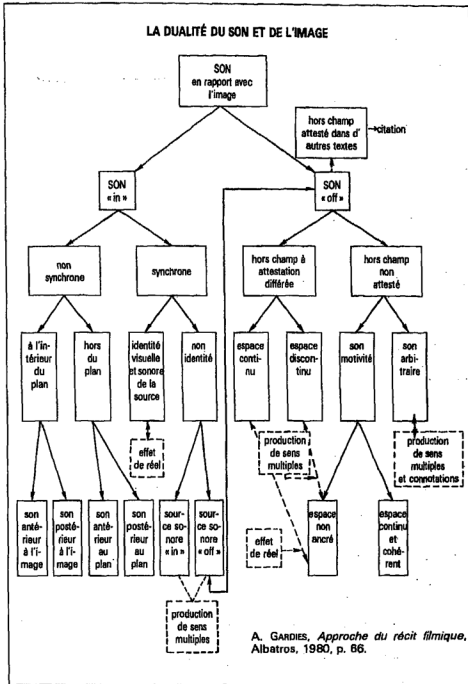 LA DUALITÉ DU SON ET DE L'IMAGE
SON
en rapport avec
l'image
hors champ
attesté dans d'
autres textes
citation
SON
« in »
SON
« off »
non
synchrone
synchrone
hors champ à
attestation
différée
hors champ
non
attesté
à l'in-
térieur
du
plan
hors
du
plan
identité
visuelle
et sonore
de la
source
non
identité
espace
conti-
nu
espace
discon-
tinu
son
motivité
son
arbi-
traire
effet
de réel
production
de sens
multiples
production
de sens
multiples
et connotations
son
anté-
rieur
à l'i-
mage
son
posté-
rieur
à l'i-
mage
son
anté-
rieur
au
plan
son
posté-
rieur
au
plan
sour-
ce so-
nore
« in »
sour-
ce so-
nore
« off »
effet
de réel
espace
non
ancré
espace
continu
et
cohé-
rent
production
de sens
multiples
A. GARDIES, Approche du récit filmique,
Albatros, 1980, p. 66.